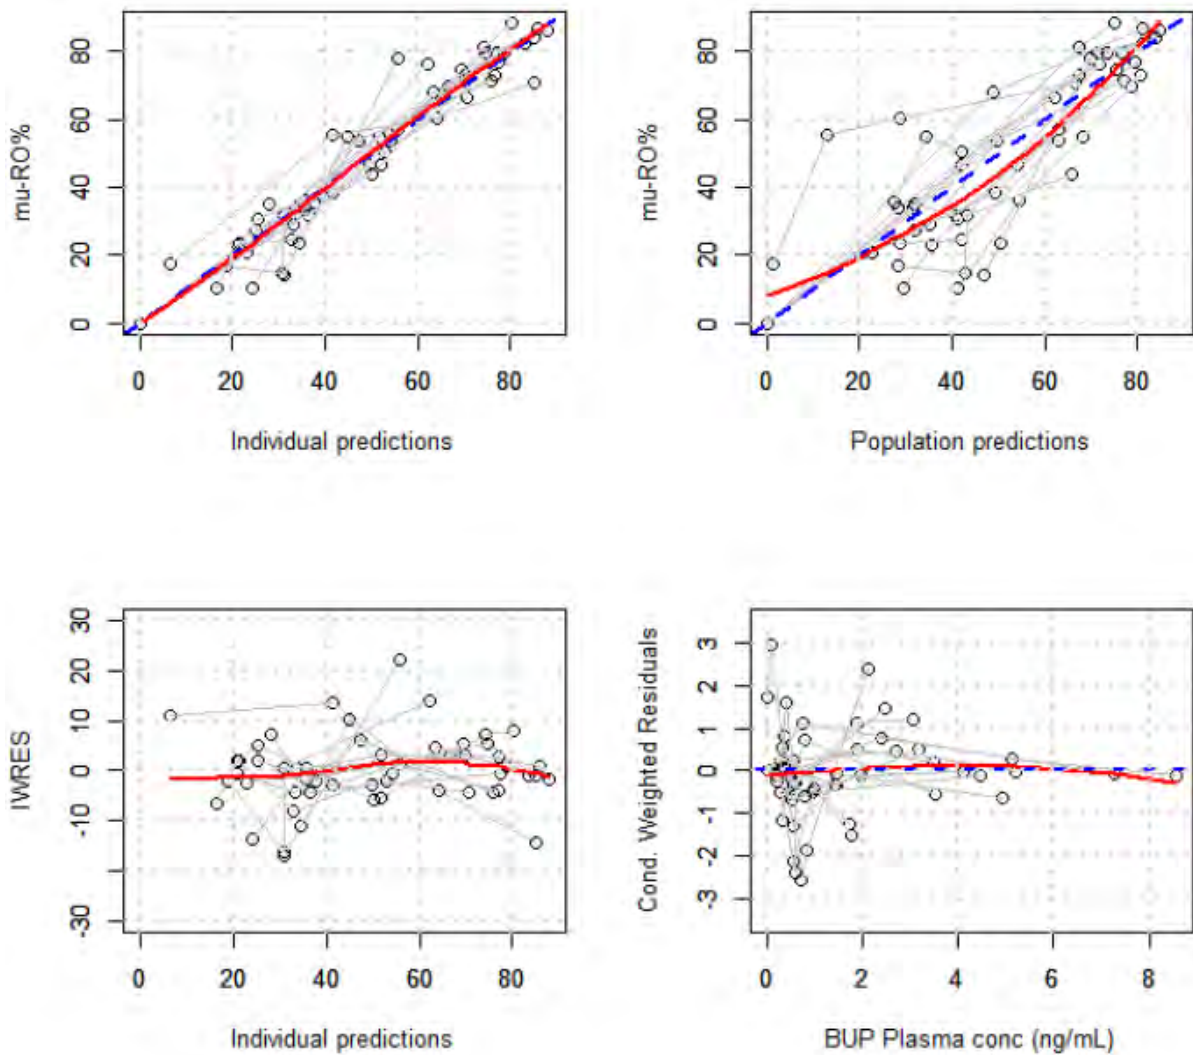 mu-RO%
80
60
40
20
0
0 20 40 60 80
Individual predictions
mu-RO%
80
60
40
20
0
0 20 40 60 80
Population predictions
IWRES
30
10
0
-10
-30
0 20 40 60 80
Individual predictions
Cond. Weighted Residuals
3
2
1
0
-1
-2
-3
0 2 4 6 8
BUP Plasma conc (ng/mL)